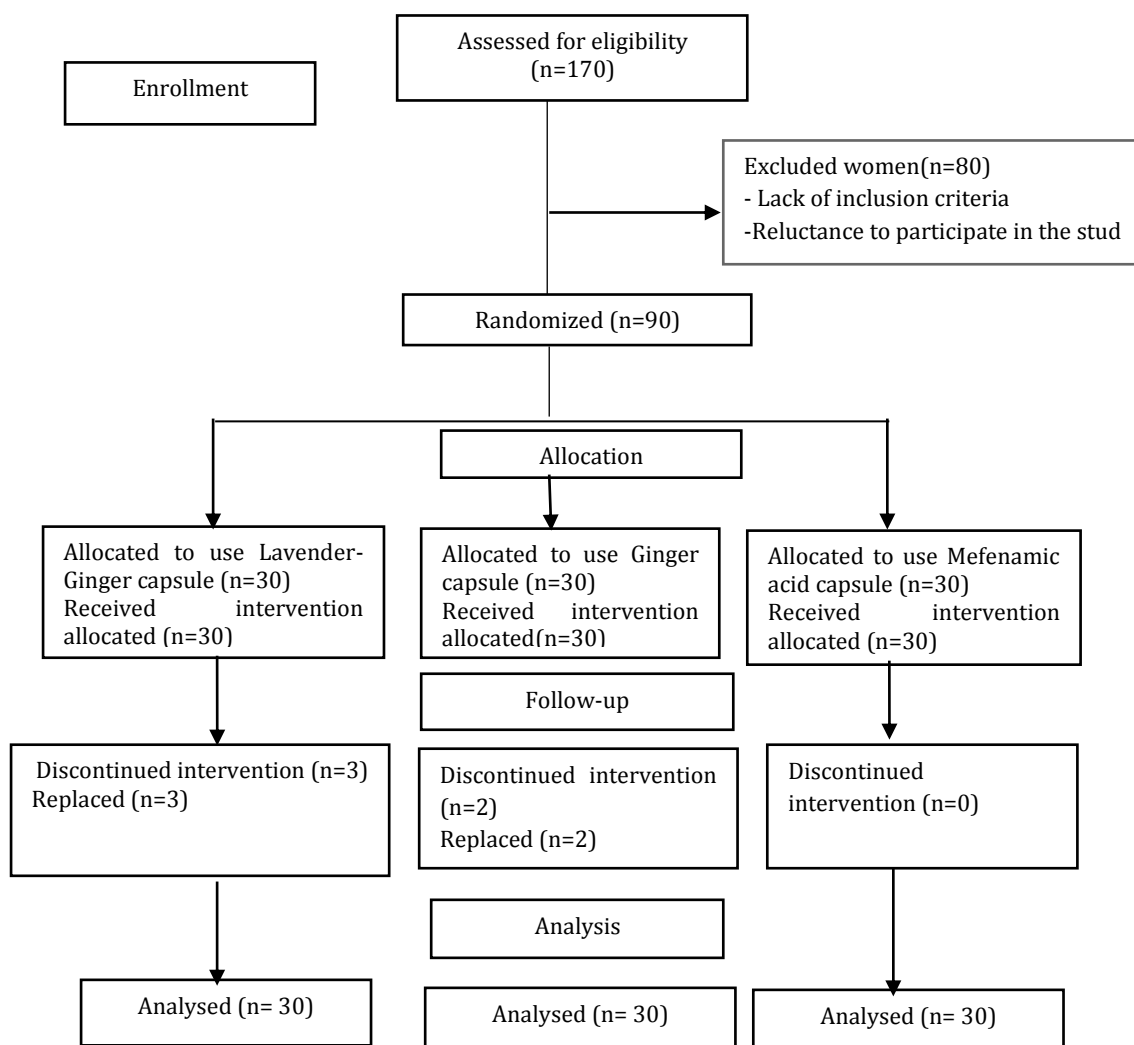 Assessed for eligibility
(n=170)
Enrollment
Excluded women(n=80)
- Lack of inclusion criteria
-Reluctance to participate in the stud
Randomized (n=90)
Allocation
Allocated to use Lavender-
Ginger capsule (n=30)
Received intervention
allocated (n=30)
Allocated to use Ginger
capsule (n=30)
Received intervention
allocated(n=30)
Allocated to use Mefenamic
acid capsule (n=30)
Received intervention
allocated (n=30)
Follow-up
Discontinued intervention (n=3)
Replaced (n=3)
Discontinued intervention
(n=2)
Replaced (n=2)
Discontinued
intervention (n=0)
Analysis
Analysed (n= 30)
Analysed (n= 30)
Analysed (n= 30)